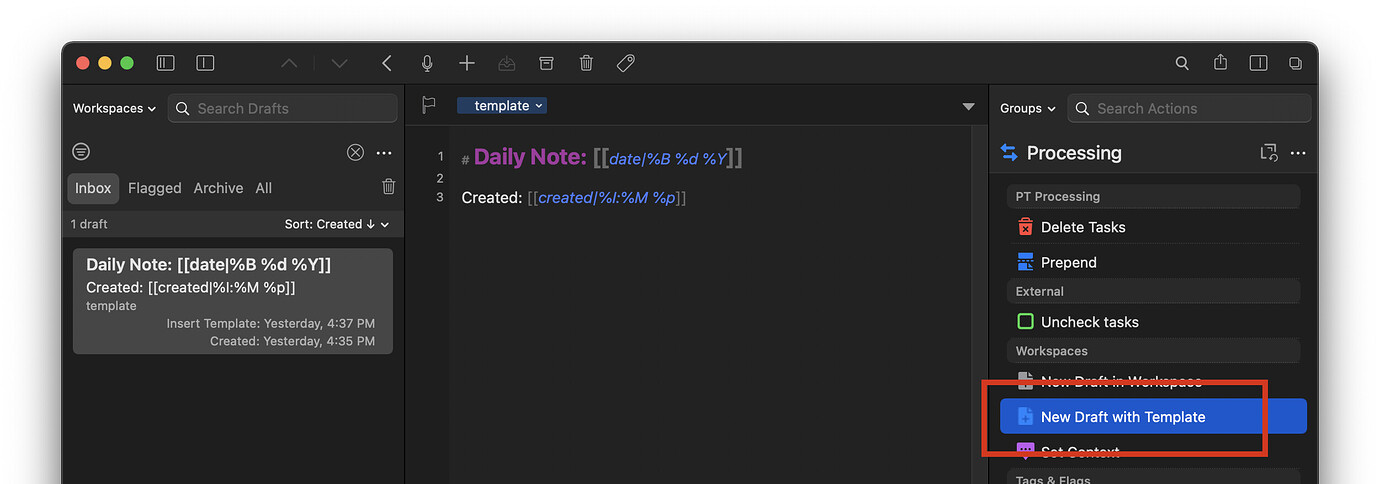 Workspaces
Search Drafts
Inbox Flagged Archive All
1 draft
Sort: Created ↓
Daily Note: [[date|%B %d %Y]]
Created: [[created|%I:%M %p]]
template
Insert Template: Yesterday, 4:37 PM
Created: Yesterday, 4:35 PM
template
1 # Daily Note: [[date|%B %d %Y]]
2
3 Created: [[created|%I:%M %p]]
Groups
Search Actions
Processing
PT Processing
Delete Tasks
Prepend
External
Uncheck tasks
Workspaces
New Draft in Workspace
New Draft with Template
Set Context
Tags & Flags